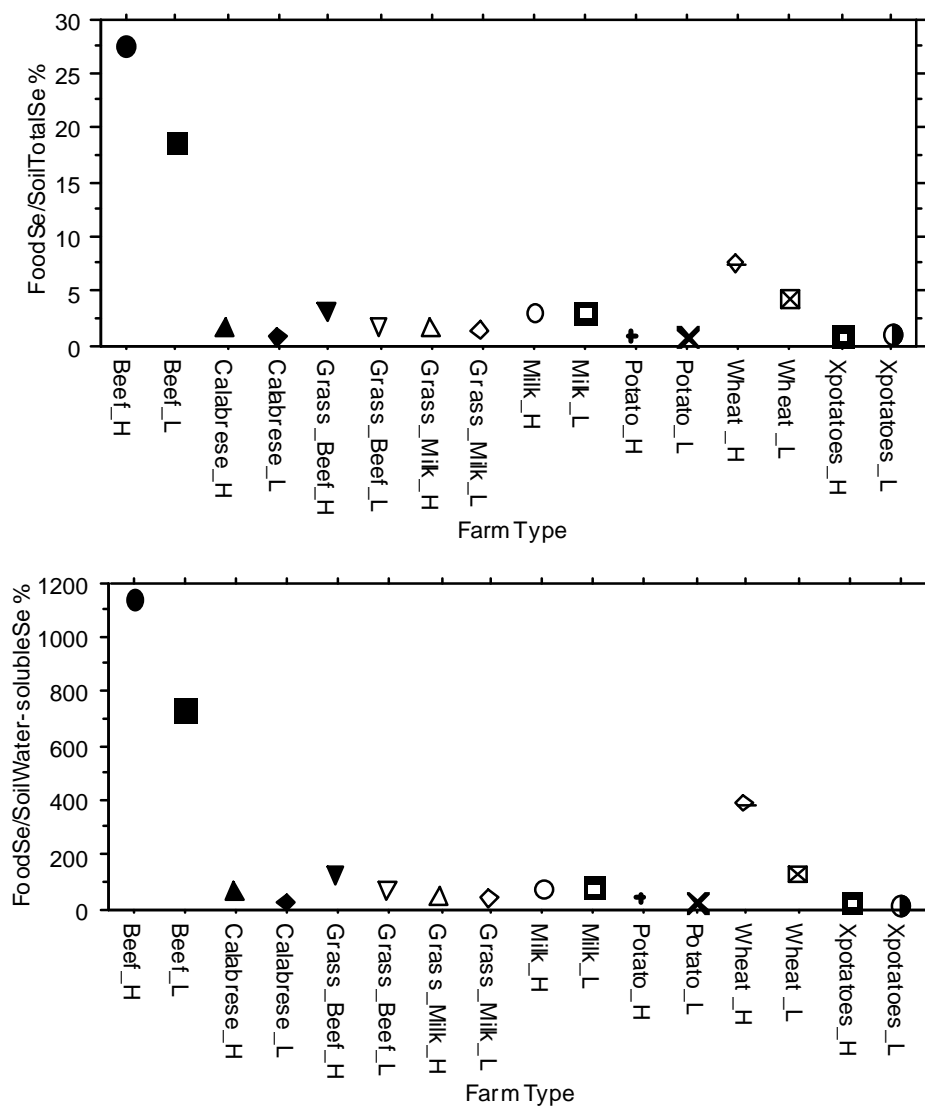 FoodSe/SoilTotalSe %
30
25
20
15
10
5
0
Beef_H
Beef_L
Calabrese_H
Calabrese_L
Grass_Beef_H
Grass_Beef_L
Grass_Milk_H
Grass_Milk_L
Milk_H
Milk_L
Potato_H
Potato_L
Wheat_H
Wheat_L
Xpotatoes_H
Xpotatoes_L
Farm Type
FoodSe/SoilWater-solubleSe %
1200
1000
800
600
400
200
0
Beef_H
Beef_L
Calabrese_H
Calabrese_L
Grass_Beef_H
Grass_Beef_L
Grass_Milk_H
Grass_Milk_L
Milk_H
Milk_L
Potato_H
Potato_L
Wheat_H
Wheat_L
Xpotatoes_H
Xpotatoes_L
Farm Type